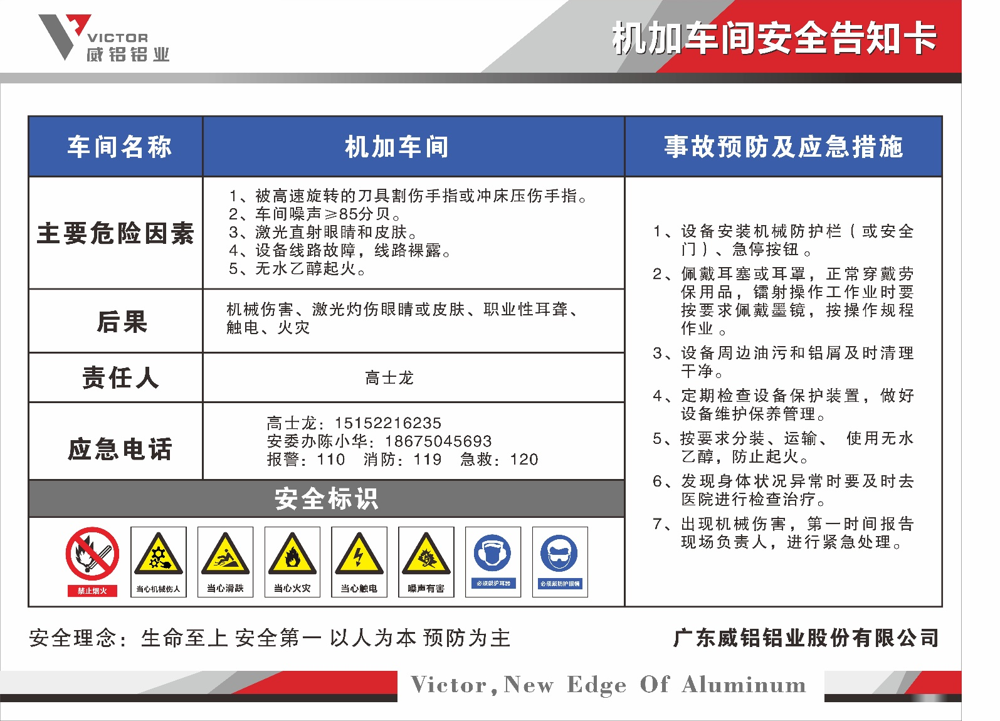 VICTOR
威铝铝业
机加车间安全告知卡
车间名称
机加车间
事故预防及应急措施
主要危险因素
1、被高速旋转的刀具割伤手指或冲床压伤手指。
2、车间噪声≥85分贝。
3、激光直射眼睛和皮肤。
4、设备线路故障，线路裸露。
5、无水乙醇起火。
后果
机械伤害、激光灼伤眼睛或皮肤、职业性耳聋、
触电、火灾
责任人
高士龙
应急电话
高士龙：15152216235
安委办陈小华：18675045693
报警：110 消防：119 急救：120
1、设备安装机械防护栏（或安全
门）、急停按钮。
2、佩戴耳塞或耳罩，正常穿戴劳
保用品，镭射操作工作业时要
按要求佩戴墨镜，按操作规程
作业。
3、设备周边油污和铝屑及时清理
干净。
4、定期检查设备保护装置，做好
设备维护保养管理。
5、按要求分装、运输、 使用无水
乙醇，防止起火。
6、发现身体状况异常时要及时去
医院进行检查治疗。
7、出现机械伤害，第一时间报告
现场负责人，进行紧急处理。
安全标识
禁止烟火
当心机械伤人
当心滑跌
当心火灾
当心触电
噪声有害
必须戴护耳器
必须戴防护眼镜
安全理念：生命至上 安全第一 以人为本 预防为主
广东威铝铝业股份有限公司
Victor,New Edge Of Aluminum